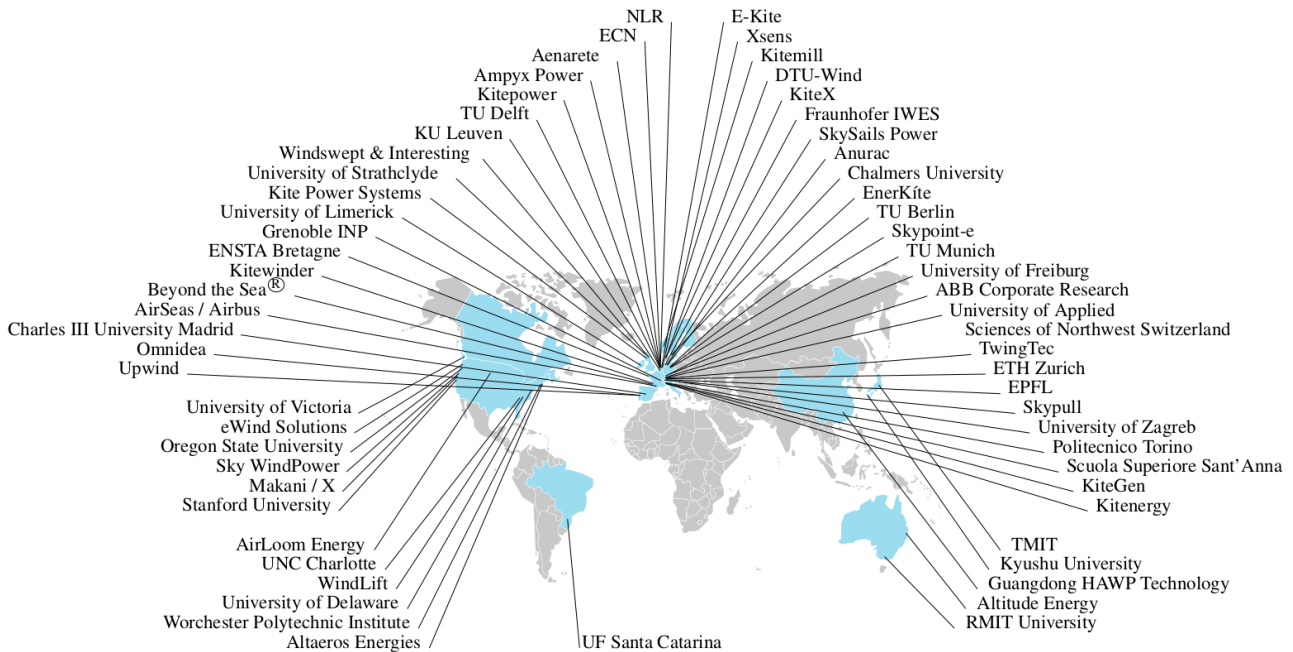 NLR
ECN
Aenarete
Ampyx Power
Kitepower
TU Delft
KU Leuven
Windswept & Interesting
University of Strathclyde
Kite Power Systems
University of Limerick
Grenoble INP
ENSTA Bretagne
Kitewinder
Beyond the Sea®
AirSeas / Airbus
Charles III University Madrid
Omnidea
Upwind
University of Victoria
eWind Solutions
Oregon State University
Sky WindPower
Makani / X
Stanford University
AirLoom Energy
UNC Charlotte
WindLift
University of Delaware
Worchester Polytechnic Institute
Altaeros Energies
UF Santa Catarina
E-Kite
Xsens
Kitemill
DTU-Wind
KiteX
Fraunhofer IWES
SkySails Power
Anurac
Chalmers University
EnerKíte
TU Berlin
Skypoint-e
TU Munich
University of Freiburg
ABB Corporate Research
University of Applied
Sciences of Northwest Switzerland
TwingTec
ETH Zurich
EPFL
Skypull
University of Zagreb
Politecnico Torino
Scuola Superiore Sant’Anna
KiteGen
Kitenergy
TMIT
Kyushu University
Guangdong HAWP Technology
Altitude Energy
RMIT University